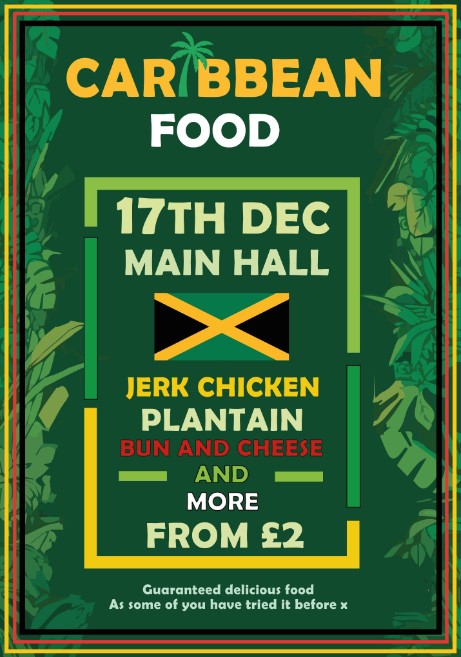 CARIBBEAN
FOOD
17TH DEC
MAIN HALL
JERK CHICKEN
PLANTAIN
BUN AND CHEESE
AND
MORE
FROM £2
Guaranteed delicious food
As some of you have tried it before x